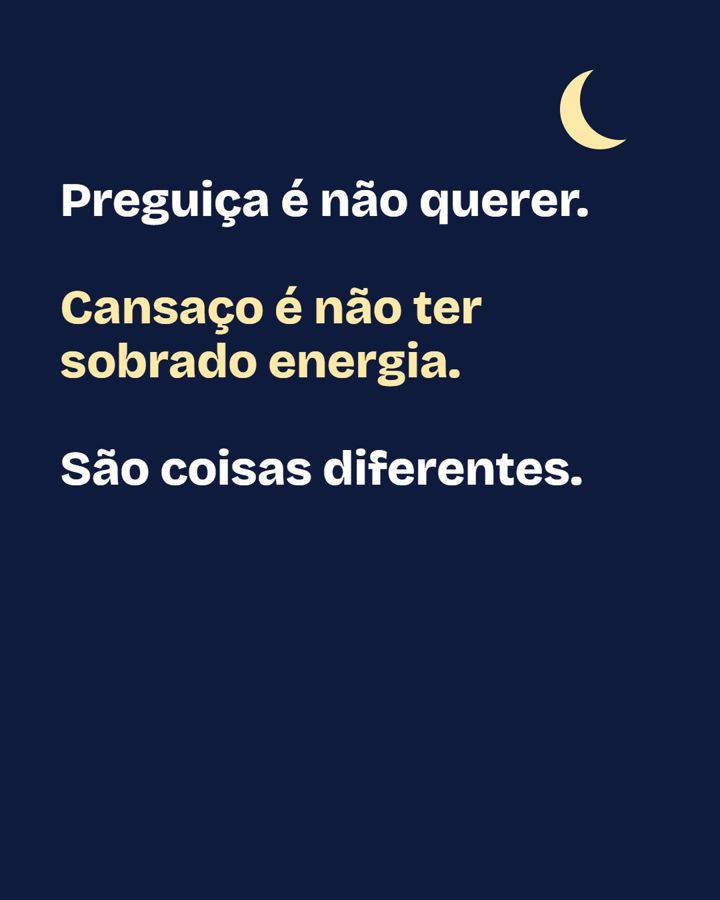 Preguiça é não querer.
Cansaço é não ter
sobrado energia.
São coisas diferentes.